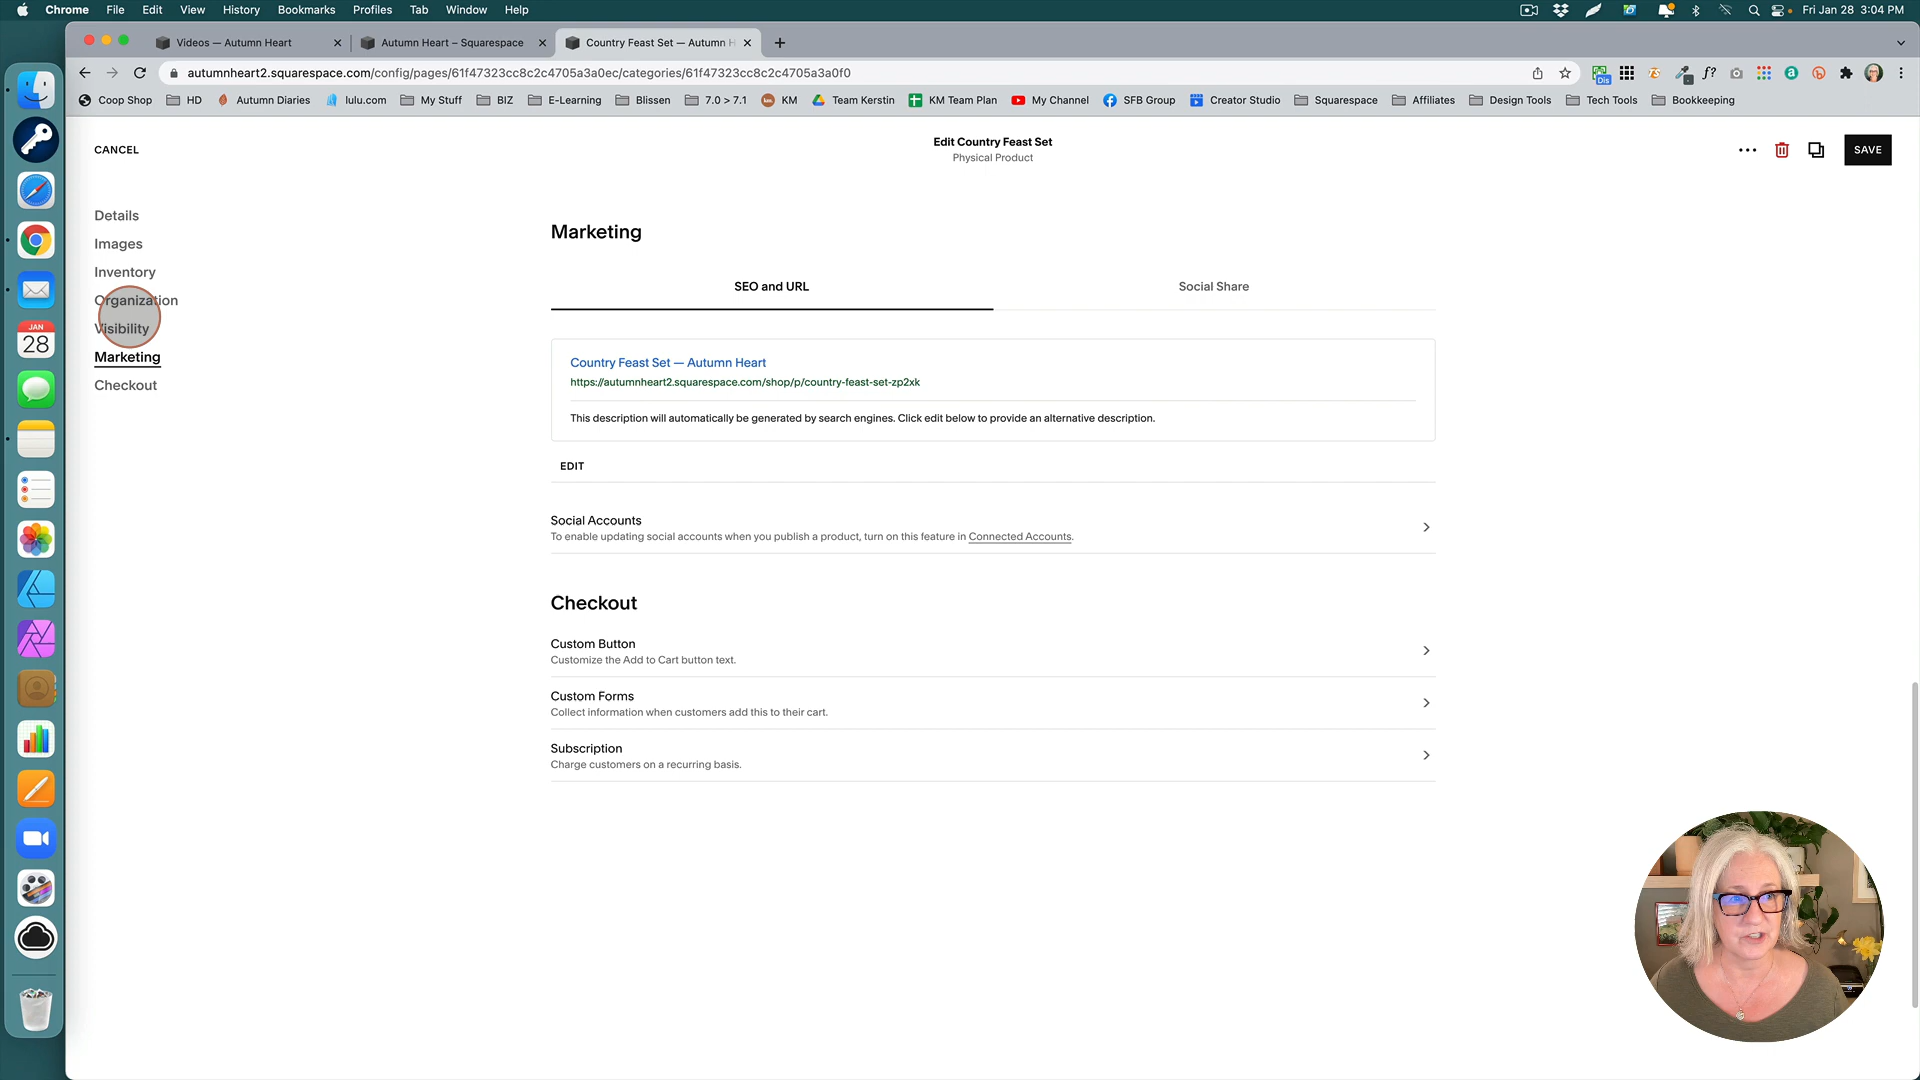 Chrome File Edit View History Bookmarks Profiles Tab Window Help
Fri Jan 28 3:04 PM
Videos — Autumn Heart
Autumn Heart – Squarespace
Country Feast Set — Autumn H
autumnheart2.squarespace.com/config/pages/61f47323cc8c2c4705a3a0ec/categories/61f47323cc8c2c4705a3a0f0
Dis
f?
Coop Shop HD Autumn Diaries lulu.com My Stuff BIZ E-Learning Blissen 7.0 > 7.1 KM Team Kerstin KM Team Plan My Channel SFB Group Creator Studio Squarespace Affiliates Design Tools Tech Tools Bookkeeping
CANCEL
Edit Country Feast Set
Physical Product
SAVE
Details
Images
Inventory
Organization
Visibility
Marketing
Checkout
JAN
28
Marketing
SEO and URL
Social Share
Country Feast Set — Autumn Heart
https://autumnheart2.squarespace.com/shop/p/country-feast-set-zp2xk
This description will automatically be generated by search engines. Click edit below to provide an alternative description.
EDIT
Social Accounts
To enable updating social accounts when you publish a product, turn on this feature in Connected Accounts.
Checkout
Custom Button
Customize the Add to Cart button text.
Custom Forms
Collect information when customers add this to their cart.
Subscription
Charge customers on a recurring basis.